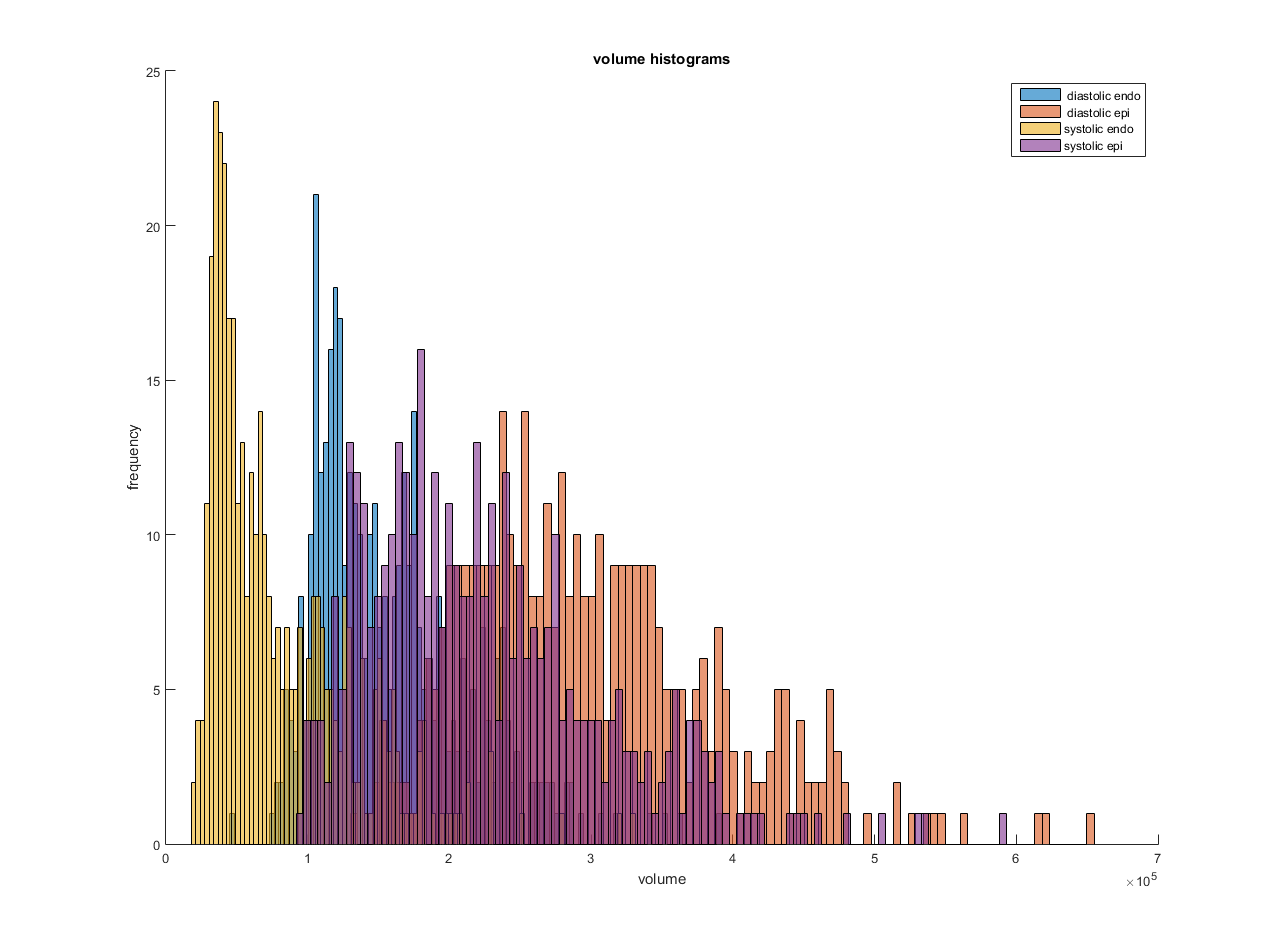 volume histograms
25
20
15
10
5
0
frequency
diastolic endo
diastolic epi
systolic endo
systolic epi
0 1 2 3 4 5 6 7
volume
×10^5